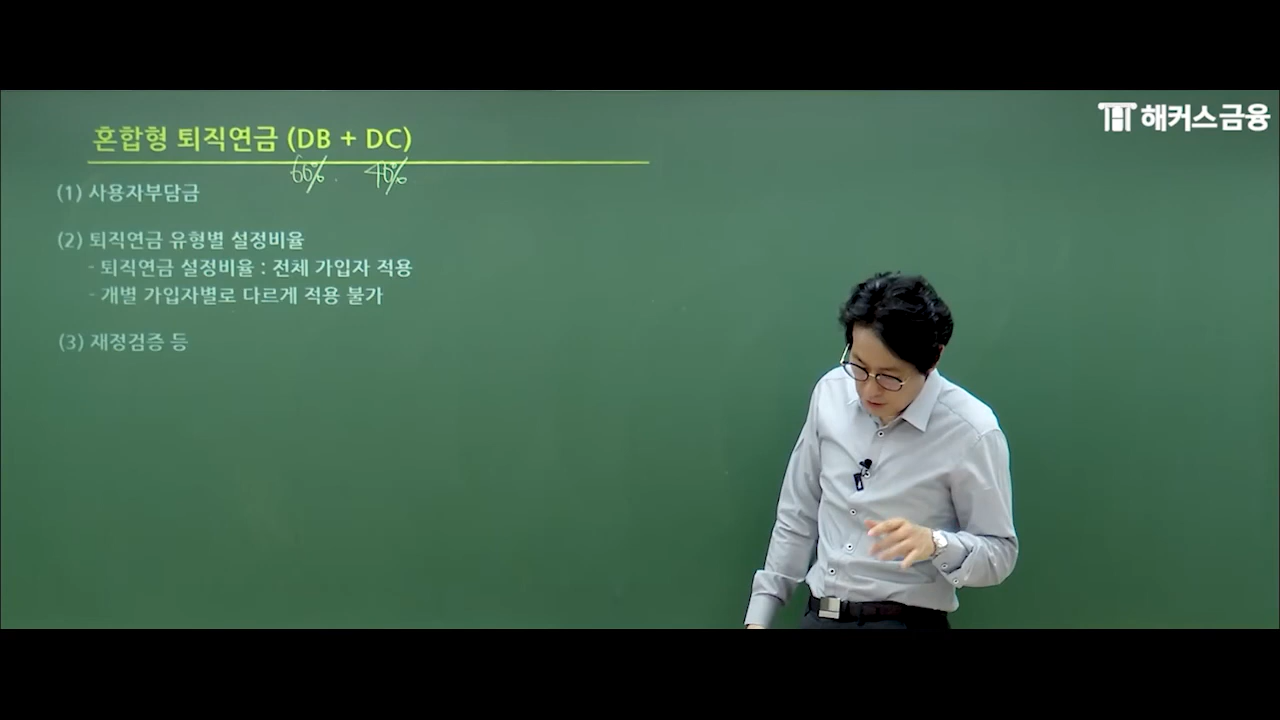 해커스금융
혼합형 퇴직연금 (DB + DC)
60% 40%
(1) 사용자부담금
(2) 퇴직연금 유형별 설정비율
- 퇴직연금 설정비율 : 전체 가입자 적용
- 개별 가입자별로 다르게 적용 불가
(3) 재정검증 등